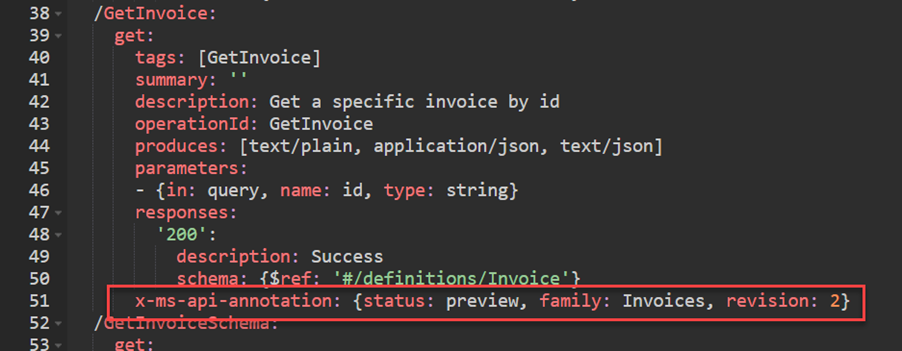 38 /GetInvoice:
39 get:
40 tags: [GetInvoice]
41 summary: ''
42 description: Get a specific invoice by id
43 operationId: GetInvoice
44 produces: [text/plain, application/json, text/json]
45 parameters:
46 - {in: query, name: id, type: string}
47 responses:
48 '200':
49 description: Success
50 schema: {$ref: '#/definitions/Invoice'}
51 x-ms-api-annotation: {status: preview, family: Invoices, revision: 2}
52 /GetInvoiceSchema:
53 get: